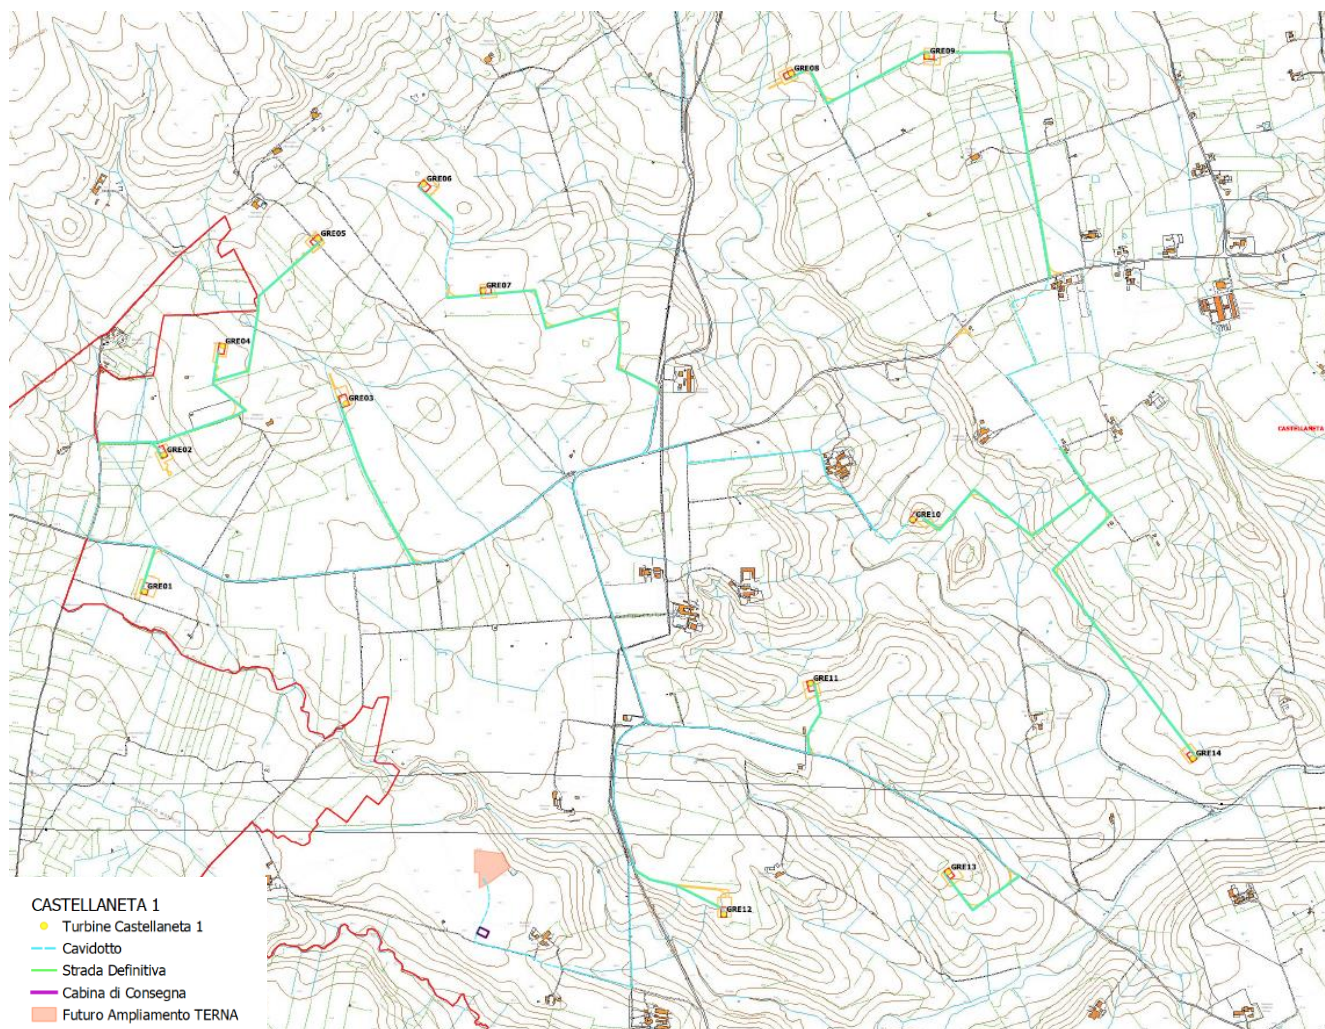 GRE09
GRE08
GRE06
GRE05
GRE07
GRE04
GRE03
CASTELLANETA
GRE02
GRE10
GRE01
GRE11
GRE14
GRE13
GRE12
CASTELLANETA 1
Turbine Castellaneta 1
Cavidotto
Strada Definitiva
Cabina di Consegna
Futuro Ampliamento TERNA